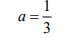 a = 1/3